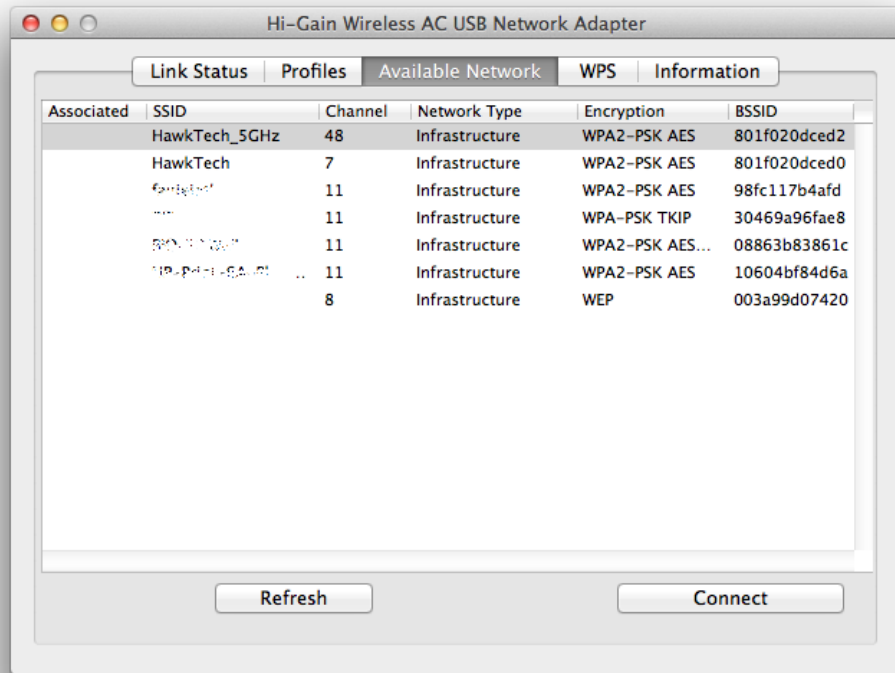 Hi-Gain Wireless AC USB Network Adapter
Link Status Profiles Available Network WPS Information
Associated SSID Channel Network Type Encryption BSSID
HawkTech_5GHz 48 Infrastructure WPA2-PSK AES 801f020dced2
HawkTech 7 Infrastructure WPA2-PSK AES 801f020dced0
11 Infrastructure WPA2-PSK AES 98fc117b4afd
11 Infrastructure WPA-PSK TKIP 30469a96fae8
11 Infrastructure WPA2-PSK AES... 08863b83861c
.. 11 Infrastructure WPA2-PSK AES 10604bf84d6a
8 Infrastructure WEP 003a99d07420
Refresh Connect